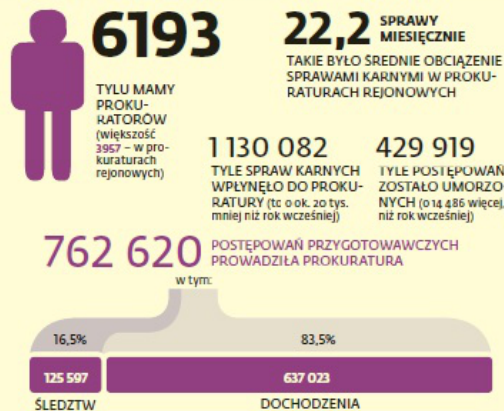 6193
TYLU MAMY
PROKU-
RATORÓW
(większość
3957 – w pro-
kuraturach
rejonowych)
22,2 SPRAWY
MIESIĘCZNIE
TAKIE BYŁO ŚREDNIE OBCIĄŻENIE
SPRAWAMI KARNYMI W PROKU-
RATURACH REJONOWYCH
1 130 082
TYLE SPRAW KARNYCH
WPŁYNĘŁO DO PROKU-
RATURY (to o ok. 20 tys.
mniej niż rok wcześniej)
429 919
TYLE POSTĘPOWAŃ
ZOSTAŁO UMORZO-
NYCH (o 14 486 więcej,
niż rok wcześniej)
762 620 POSTĘPOWAŃ PRZYGOTOWAWCZYCH
PROWADZIŁA PROKURATURA
w tym:
16,5% 83,5%
125 597 637 023
ŚLEDZTW DOCHODZENIA